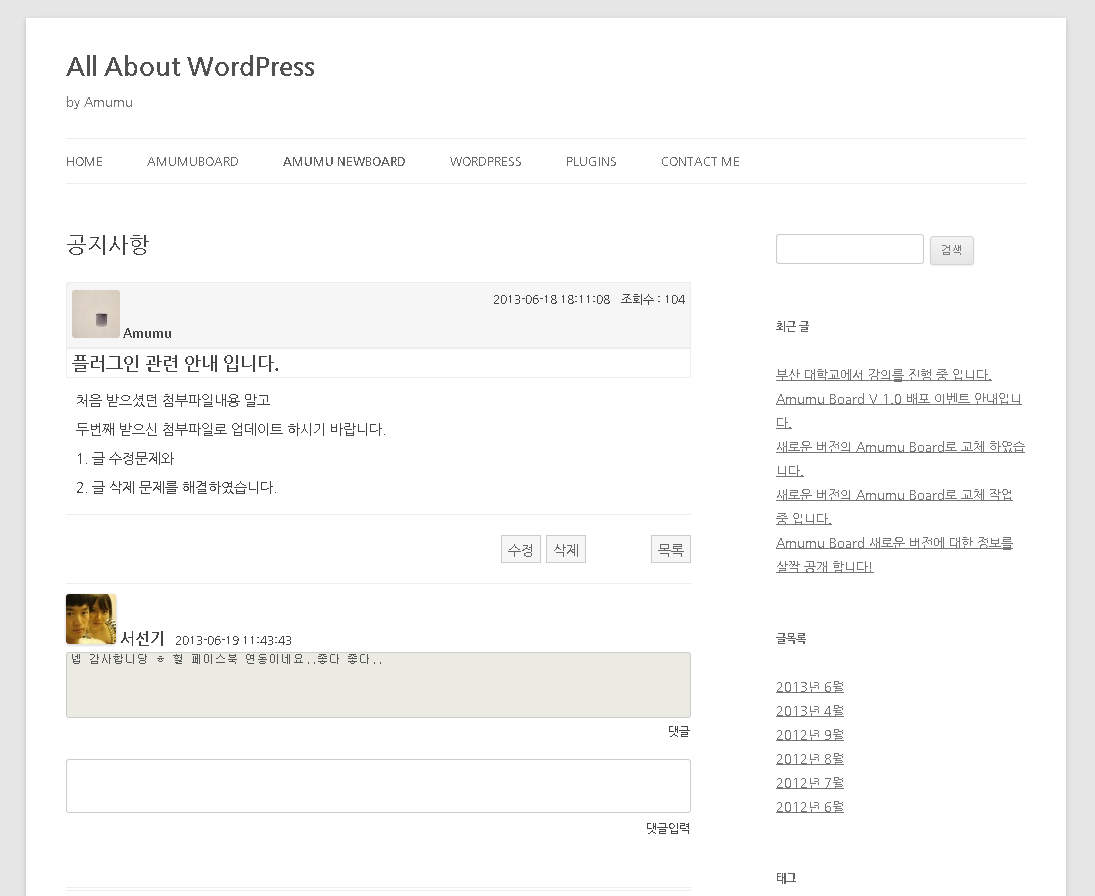 All About WordPress
by Amumu
HOME AMUMUBOARD AMUMU NEWBOARD WORDPRESS PLUGINS CONTACT ME
공지사항
2013-06-18 18:11:08 조회수 : 104
Amumu
플러그인 관련 안내 입니다.
처음 받으셨던 첨부파일내용 말고
두번째 받으신 첨부파일로 업데이트 하시기 바랍니다.
1. 글 수정문제와
2. 글 삭제 문제를 해결하였습니다.
수정 삭제 목록
서선기 2013-06-19 11:43:43
넵 감사합니당 ㅎ 헐 페이스북 연동이네요..좋다 좋다..
댓글
댓글입력
검색
최근 글
부산 대학교에서 강의를 진행 중 입니다.
Amumu Board V 1.0 배포 이벤트 안내입니
다.
새로운 버전의 Amumu Board로 교체 하였습
니다.
새로운 버전의 Amumu Board로 교체 작업
중 입니다.
Amumu Board 새로운 버전에 대한 정보를
살짝 공개 합니다!
글목록
2013년 6월
2013년 4월
2012년 9월
2012년 8월
2012년 7월
2012년 6월
태그